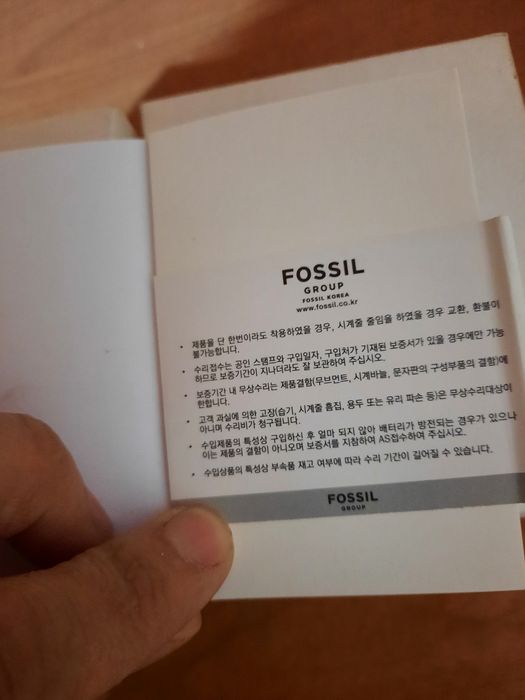 FOSSIL
GROUP
FOSSIL KOREA
www.fossil.co.kr
• 제품을 단 한번이라도 착용하였을 경우, 시계줄 줄임을 하였을 경우 교환, 환불이
불가능합니다.
• 수리접수는 공인 스탬프와 구입일자, 구입처가 기재된 보증서가 있을 경우에만 가능
하므로 보증기간이 지나더라도 잘 보관하여 주십시오.
• 보증기간 내 무상수리는 제품결함(무브먼트, 시계바늘, 문자판의 구성부품의 결함)에
한합니다.
• 고객 과실에 의한 고장(습기, 시계줄 흠집, 용두 또는 유리 파손 등)은 무상수리대상이
아니며 수리비가 청구됩니다.
• 수입제품의 특성상 구입하신 후 얼마 되지 않아 배터리가 방전되는 경우가 있으나
이는 제품의 결함이 아니오며 보증서를 지참하여 AS접수하여 주십시오.
• 수입상품의 특성상 부속품 재고 여부에 따라 수리 기간이 길어질 수 있습니다.
FOSSIL
GROUP